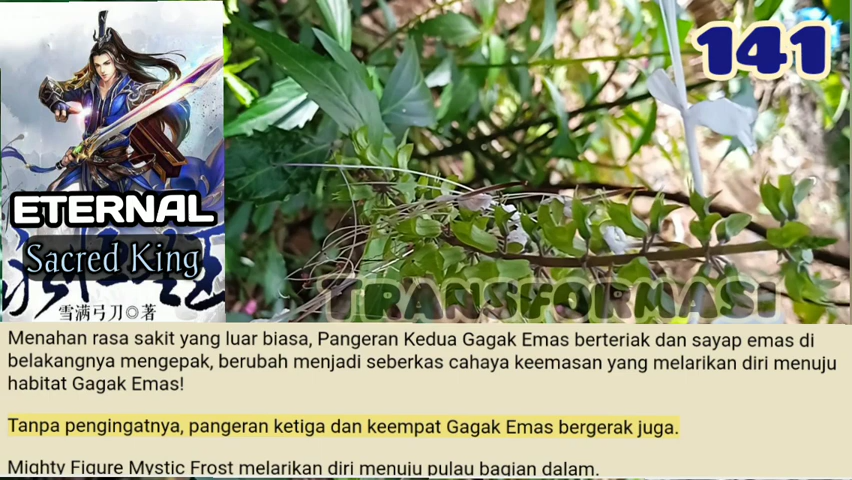 141
ETERNAL
Sacred King
雪满弓刀◎著
TRANSFORMASI
Menahan rasa sakit yang luar biasa, Pangeran Kedua Gagak Emas berteriak dan sayap emas di
belakangnya mengepak, berubah menjadi seberkas cahaya keemasan yang melarikan diri menuju
habitat Gagak Emas!
Tanpa pengingatnya, pangeran ketiga dan keempat Gagak Emas bergerak juga.
Mighty Figure Mystic Frost melarikan diri menuju pulau bagian dalam.